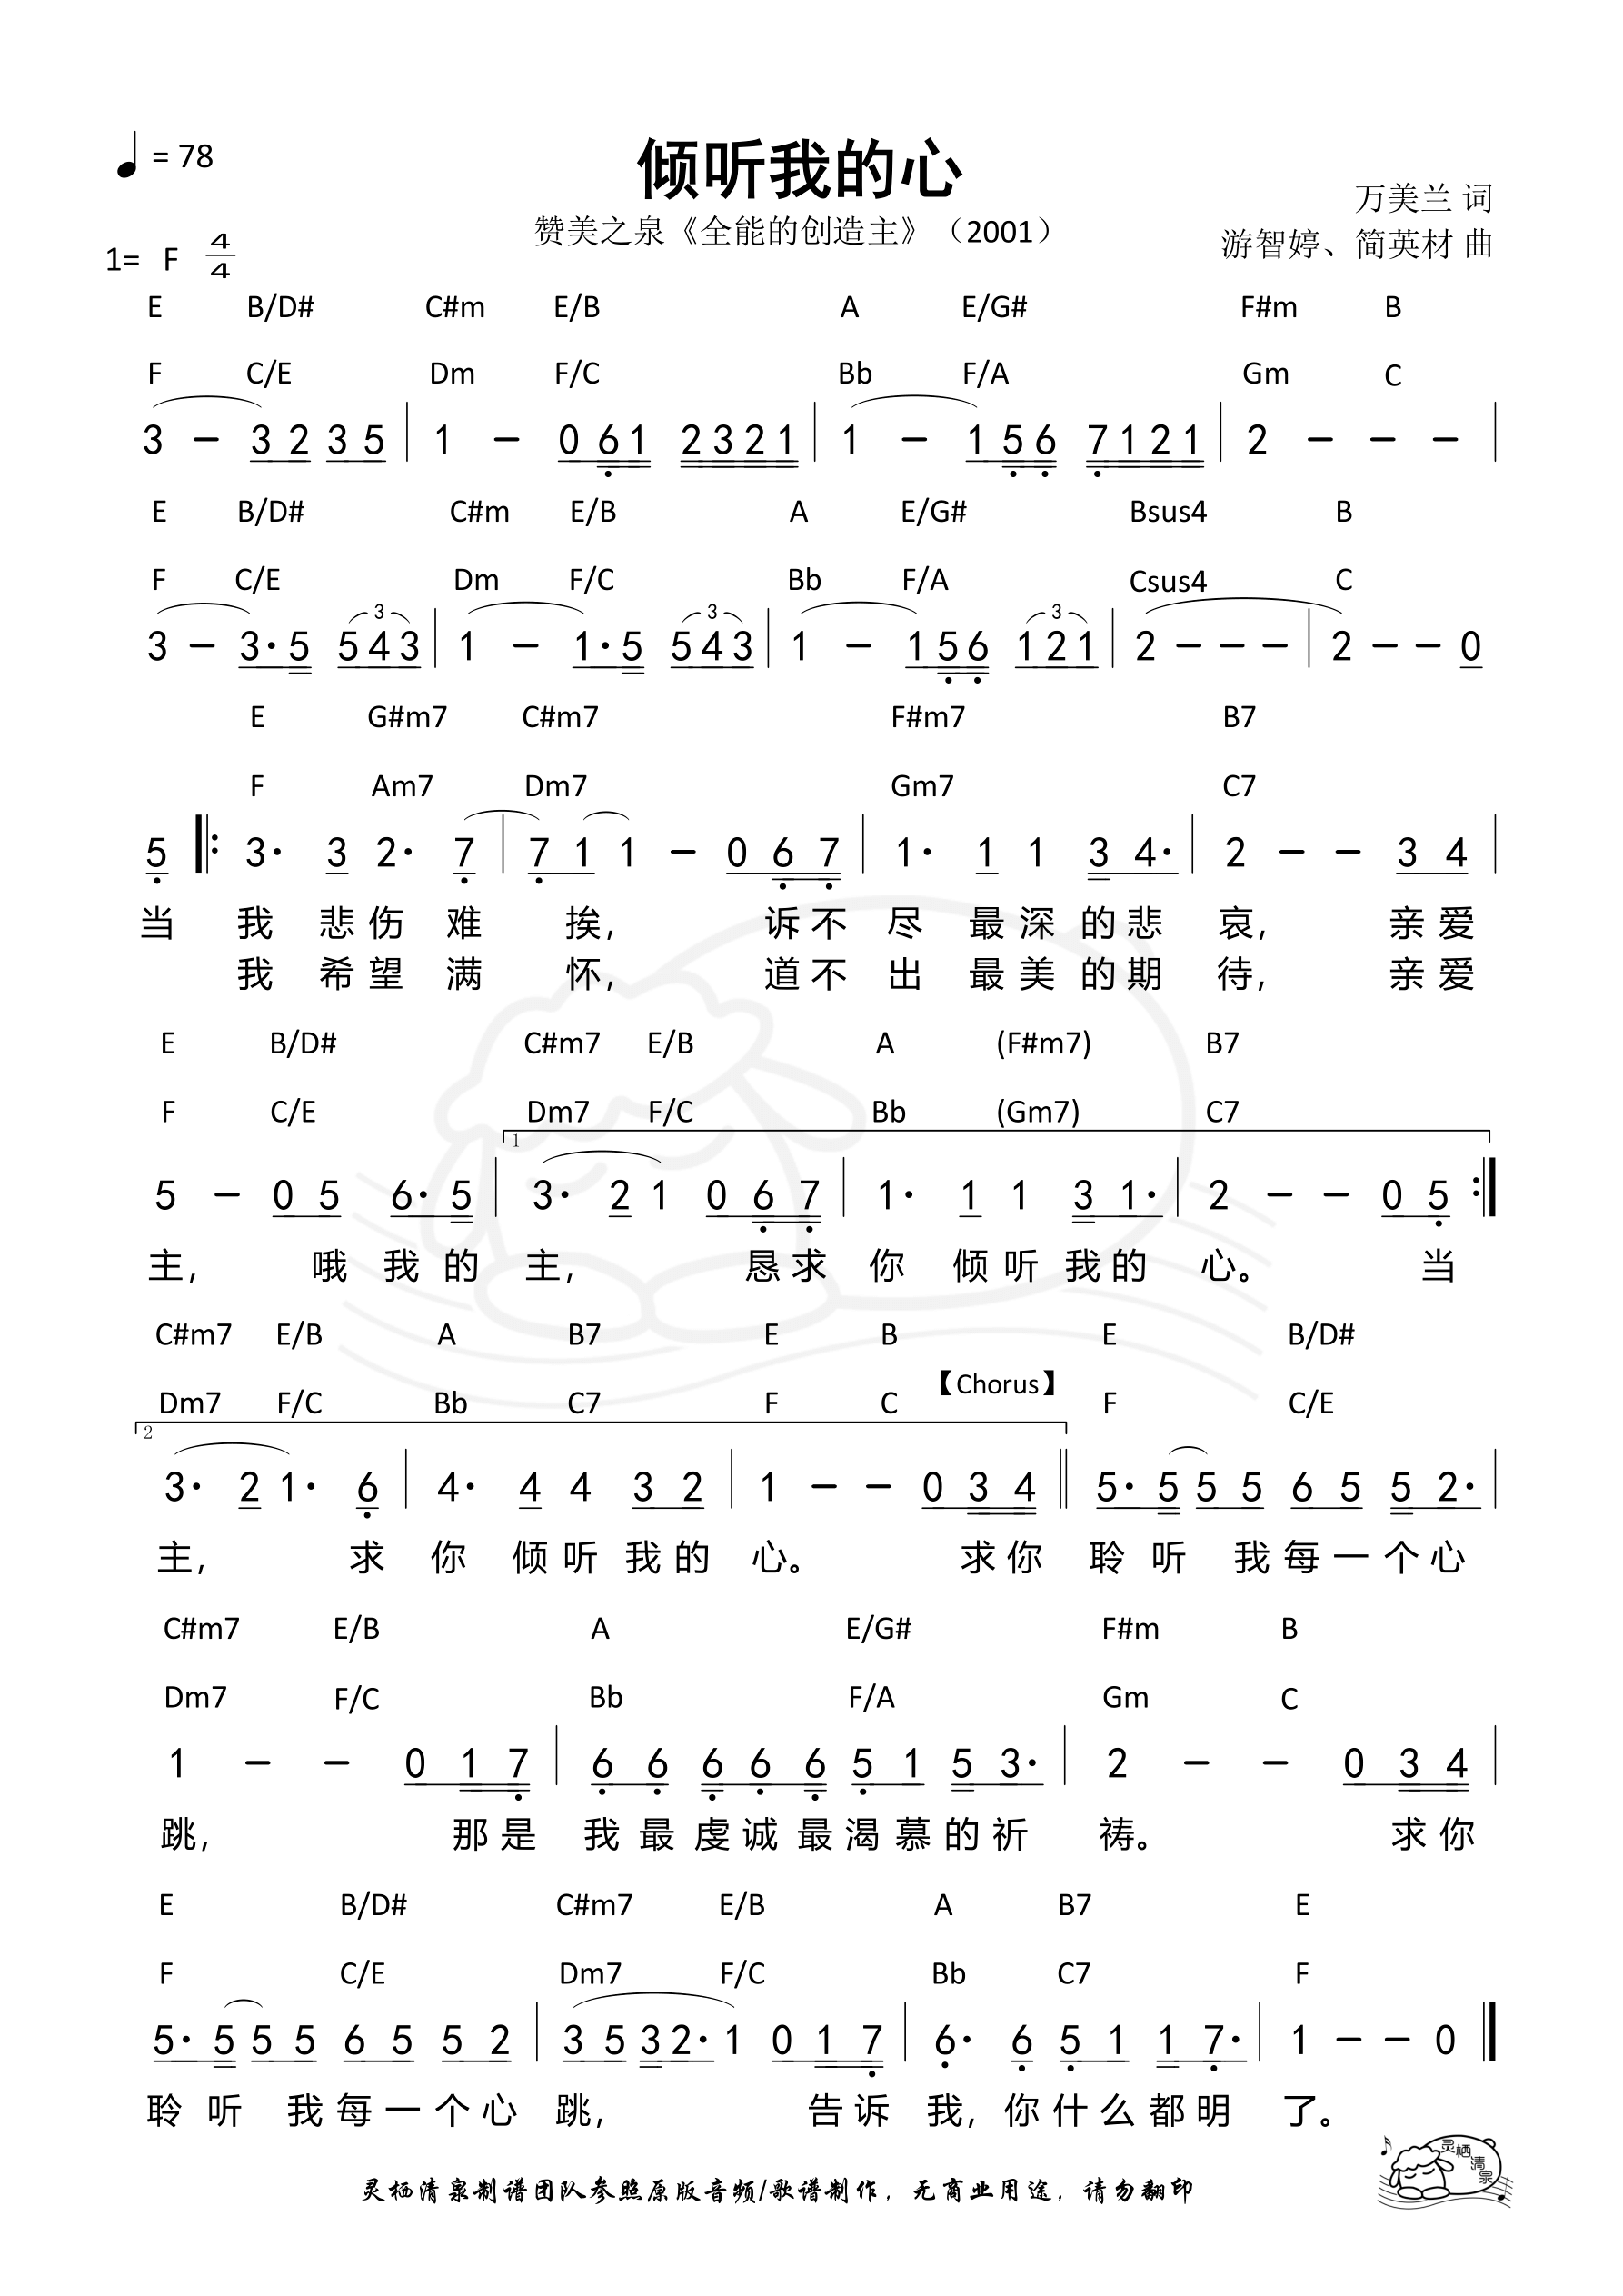 ♩= 78
倾听我的心
万美兰 词
赞美之泉《全能的创造主》（2001）
游智婷、简英材 曲
1= F 4/4
E B/D# C#m E/B A E/G# F#m B
F C/E Dm F/C Bb F/A Gm C
3 – 3 2 3 5 | 1 – 0 6 1 2 3 2 1 | 1 – 1 5 6 7 1 2 1 | 2 – – – |
E B/D# C#m E/B A E/G# Bsus4 B
F C/E Dm F/C Bb F/A Csus4 C
3 3 3
3 – 3· 5 5 4 3 | 1 – 1· 5 5 4 3 | 1 – 1 5 6 1 2 1 | 2 – – – | 2 – – 0
E G#m7 C#m7 F#m7 B7
F Am7 Dm7 Gm7 C7
5 ‖: 3· 3 2· 7 | 7 1 1 – 0 6 7 | 1· 1 1 3 4· | 2 – – 3 4 |
当 我 悲 伤 难 挨， 诉 不 尽 最 深 的 悲 哀， 亲 爱
我 希 望 满 怀， 道 不 出 最 美 的 期 待， 亲 爱
E B/D# C#m7 E/B A (F#m7) B7
F C/E Dm7 F/C Bb (Gm7) C7
1
5 – 0 5 6· 5 | 3· 2 1 0 6 7 | 1· 1 1 3 1· | 2 – – 0 5 :‖
主， 哦 我 的 主， 恳 求 你 倾 听 我 的 心。 当
C#m7 E/B A B7 E B E B/D#
Dm7 F/C Bb C7 F C 【Chorus】 F C/E
2
3· 2 1· 6 | 4· 4 4 3 2 | 1 – – 0 3 4 ‖ 5· 5 5 5 6 5 5 2· |
主， 求 你 倾 听 我 的 心。 求 你 聆 听 我 每 一 个 心
C#m7 E/B A E/G# F#m B
Dm7 F/C Bb F/A Gm C
1 – – 0 1 7 | 6 6 6 6 6 5 1 5 3· | 2 – – 0 3 4 |
跳， 那 是 我 最 虔 诚 最 渴 慕 的 祈 祷。 求 你
E B/D# C#m7 E/B A B7 E
F C/E Dm7 F/C Bb C7 F
5· 5 5 5 6 5 5 2 | 3 5 3 2· 1 0 1 7 | 6· 6 5 1 1 7· | 1 – – 0 ‖
聆 听 我 每 一 个 心 跳， 告 诉 我， 你 什 么 都 明 了。
灵栖清泉
灵栖清泉制谱团队参照原版音频/歌谱制作，无商业用途，请勿翻印